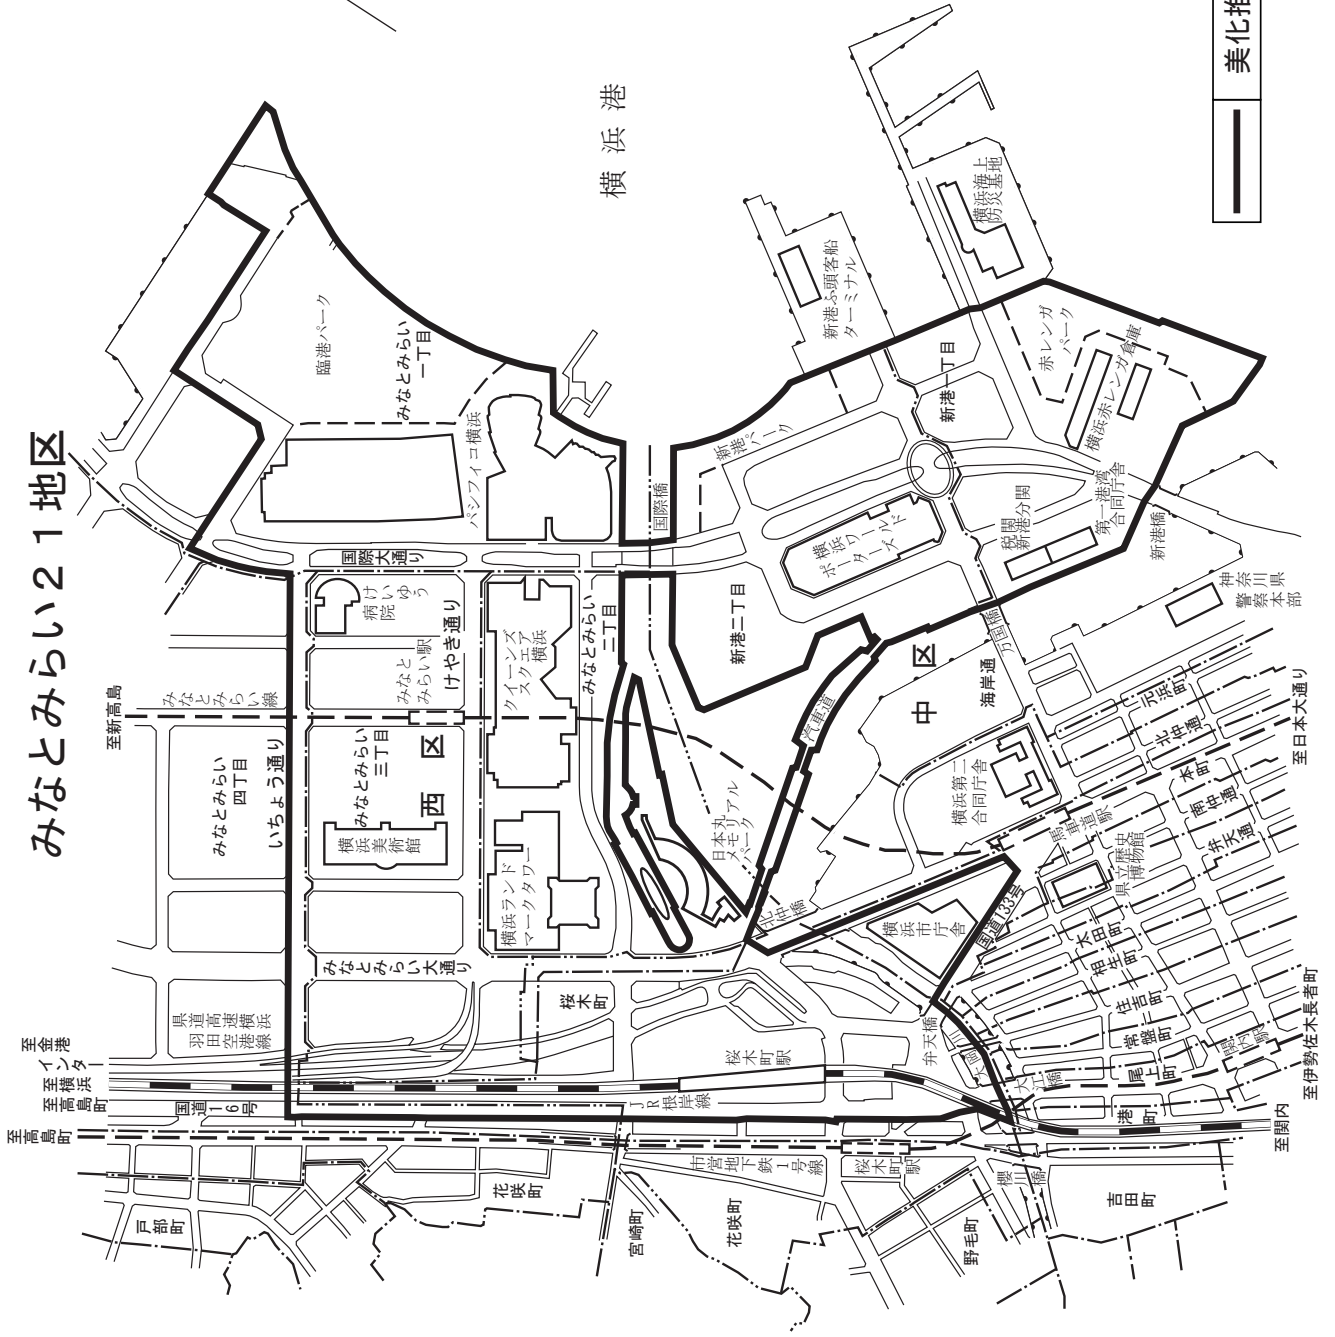 みなとみらい２１地区
横浜港
美化推
臨港パーク
みなとみらい
一丁目
パシフィコ横浜
国際大通り
国際橋
新港パーク
新港ふ頭客船
ターミナル
横浜海上
防災基地
赤レンガ
パーク
横浜赤レンガ倉庫
新港一丁目
横浜ワールド
ポーターズ
税関
新港分関
第一港湾
合同庁舎
新港橋
神奈川県
警察本部
新港二丁目
万国橋
海岸通
中区
汽車道
けいゆう
病院
みなと
みらい駅
けやき通り
クイーンズ
スクエア
横浜
みなとみらい
二丁目
至新高島
みなとみらい線
みなとみらい
四丁目
いちょう通り
みなとみらい
三丁目
西区
横浜美術館
横浜ランド
マークタワー
日本丸
メモリアル
パーク
北仲橋
横浜第二
合同庁舎
馬車道駅
横浜市庁舎
国道133号
県立歴史
博物館
元浜町
北仲通
本町
南仲通
弁天通
至日本大通り
太田町
相生町
住吉町
常盤町
尾上町
関内駅
港町
至伊勢佐木長者町
至関内
みなとみらい大通り
桜木町
県道高速横浜
羽田空港線
至金港
インター
至横浜
至高島町
国道16号
至高島町
桜木町駅
JR根岸線
弁天橋
大江橋
市営地下鉄1号線
桜木町駅
桜川橋
戸部町
花咲町
宮崎町
花咲町
野毛町
吉田町